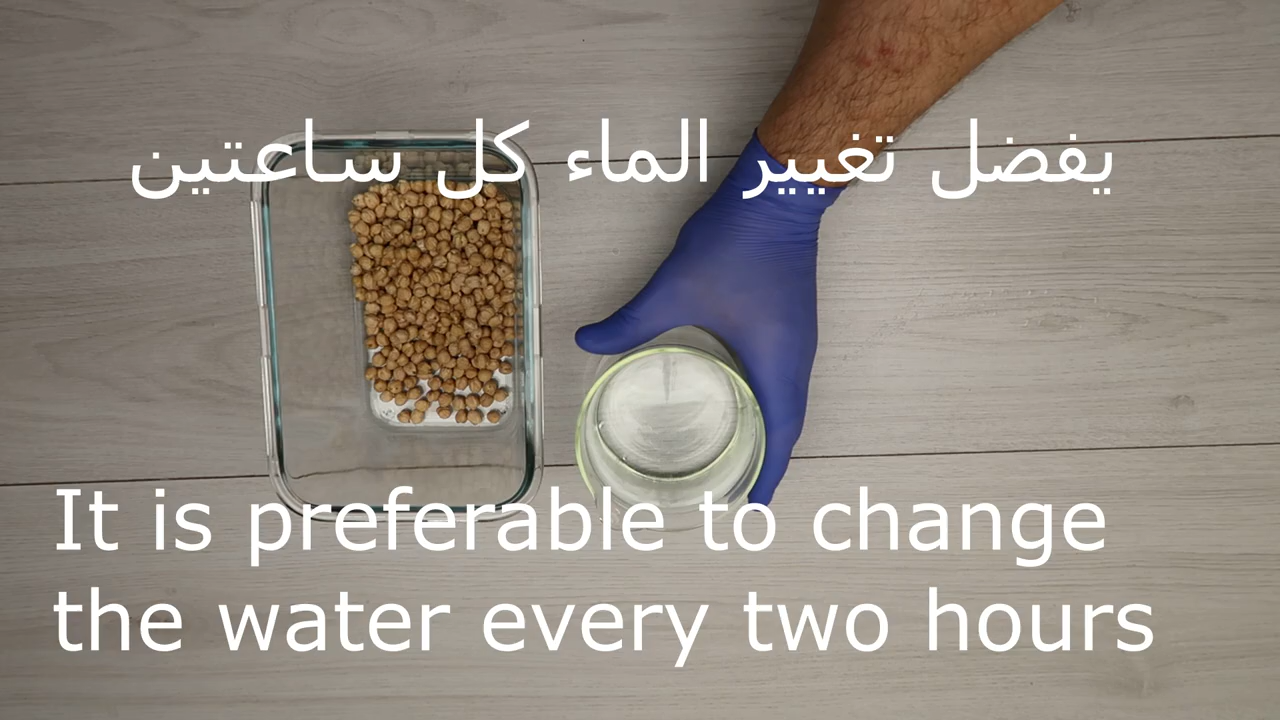 يفضل تغيير الماء كل ساعتين
It is preferable to change
the water every two hours